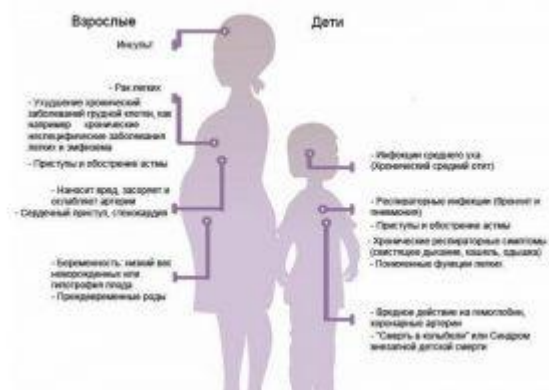 Взрослые
Дети
Инсульт
- Рак легких
- Ухудшение хронический
заболеваний грудной клетки, как
например хронические
неспецифические заболевания
легких и эмфизема
- Приступы и обострение астмы
- Наносит вред, засоряет и
ослабляет артерии
- Сердечный приступ, стенокардия
- Беременность: низкий вес
новорожденных или
гипотрофия плода
- Преждевременные роды
- Инфекции среднего уха
(Хронический средний отит)
- Респираторные инфекции (бронхит и
пневмония)
- Приступы и обострение астмы
- Хронические респираторные симптомы
(свистящее дыхание, кашель, одышка)
- Пониженные функции легких
- Вредное действие на гемоглобин,
коронарные артерии
- "Смерть в колыбели" или Синдром
внезапной детской смерти